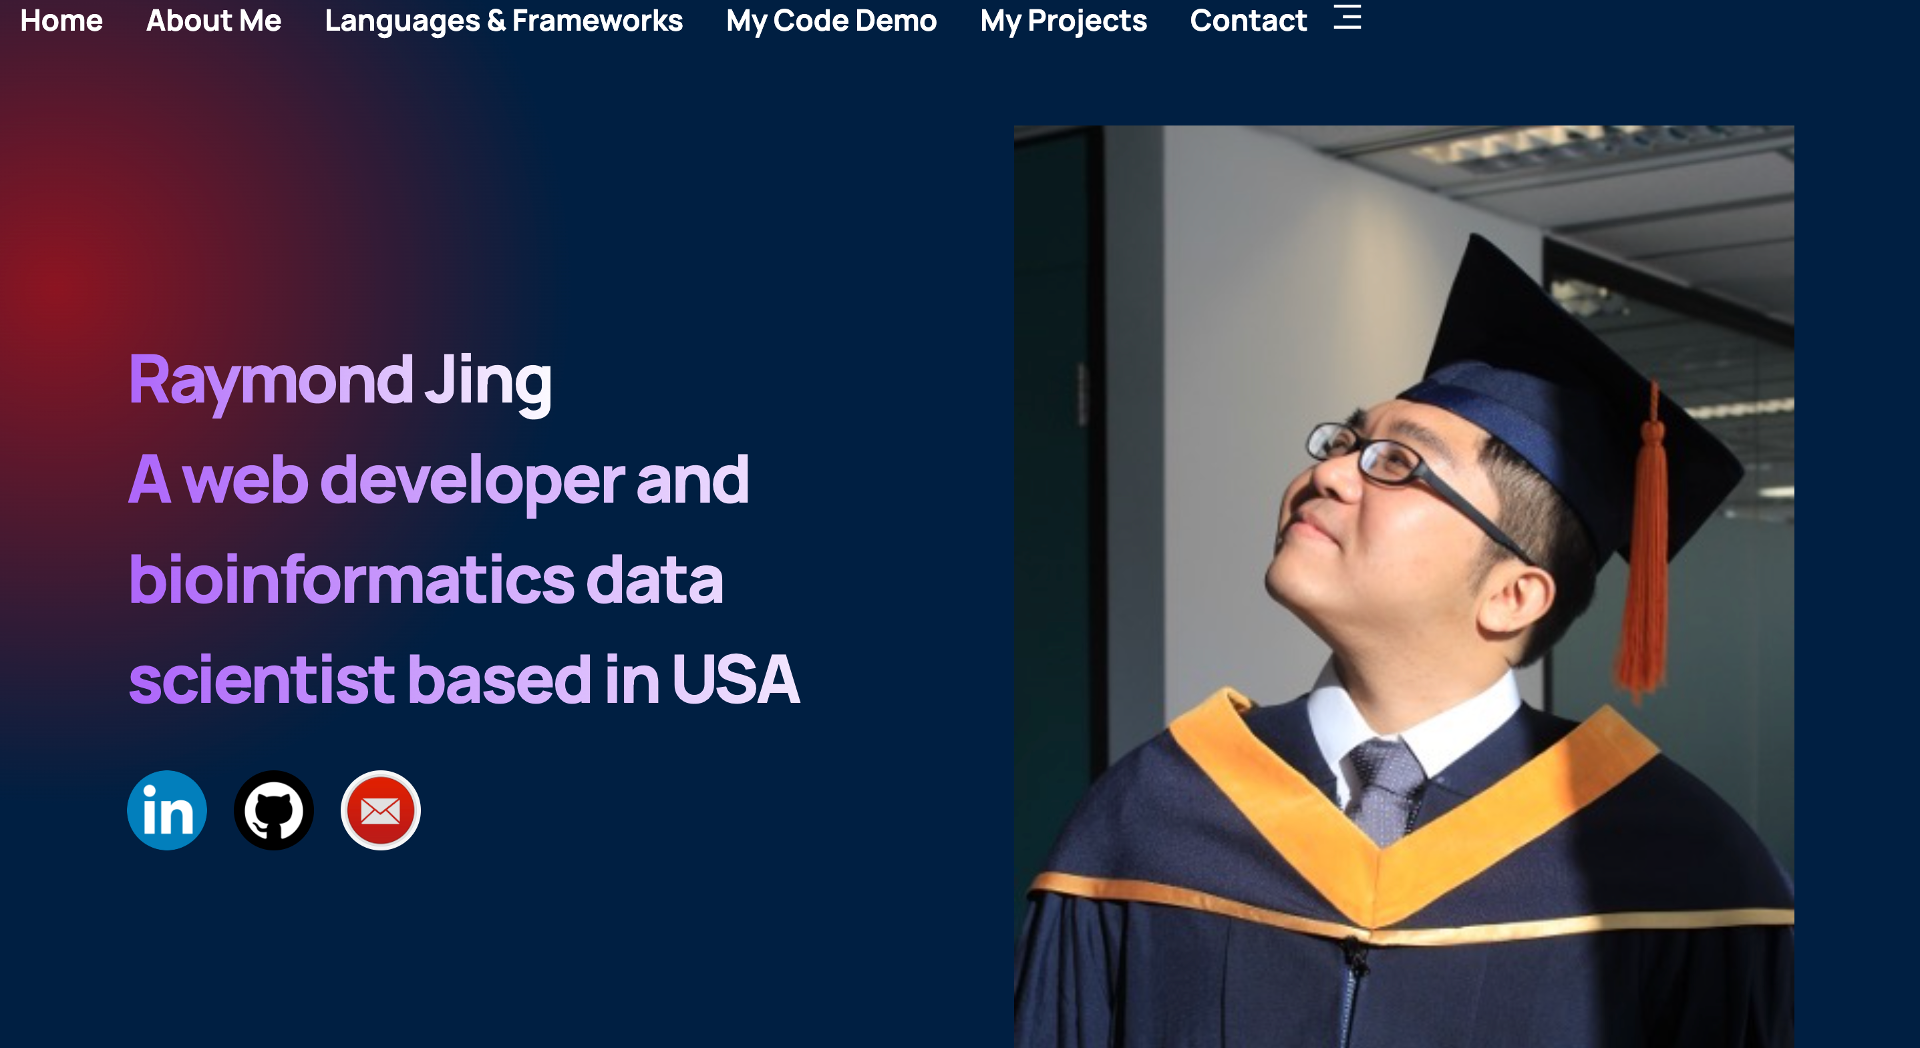 Home About Me Languages & Frameworks My Code Demo My Projects Contact
Raymond Jing
A web developer and
bioinformatics data
scientist based in USA
in